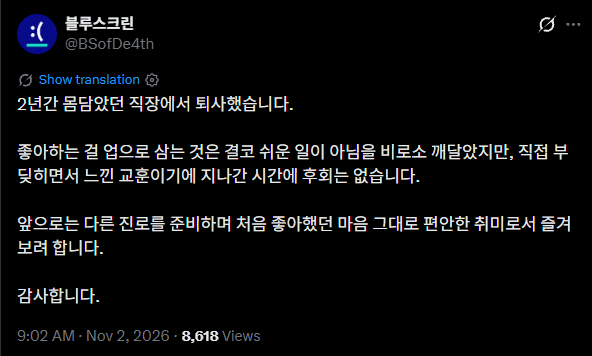 블루스크린
@BSofDe4th
Show translation
2년간 몸담았던 직장에서 퇴사했습니다.
좋아하는 걸 업으로 삼는 것은 결코 쉬운 일이 아님을 비로소 깨달았지만, 직접 부
딪히면서 느낀 교훈이기에 지나간 시간에 후회는 없습니다.
앞으로는 다른 진로를 준비하며 처음 좋아했던 마음 그대로 편안한 취미로서 즐겨
보려 합니다.
감사합니다.
9:02 AM · Nov 2, 2026 · 8,618 Views